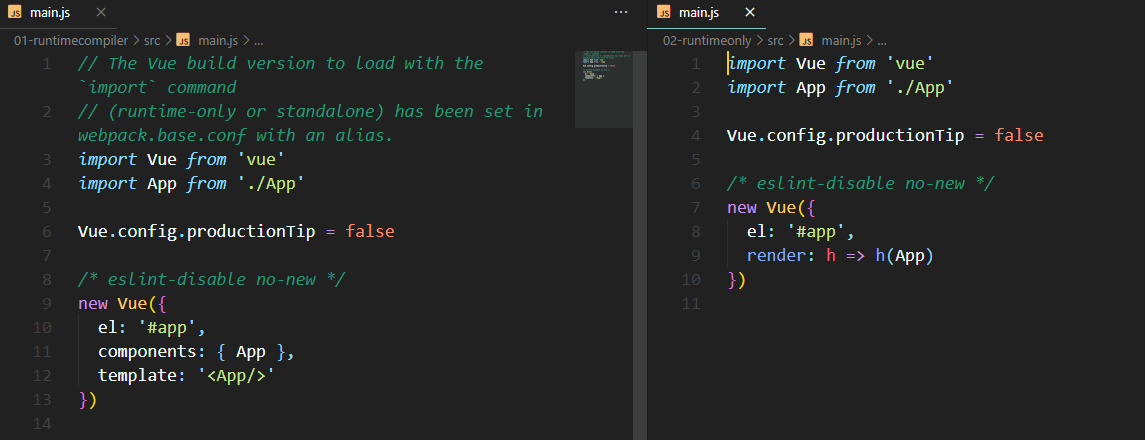 JS main.js ×
01-runtimecompiler > src > JS main.js > ...
1 // The Vue build version to load with the
`import` command
2 // (runtime-only or standalone) has been set in
webpack.base.conf with an alias.
3 import Vue from 'vue'
4 import App from './App'
5
6 Vue.config.productionTip = false
7
8 /* eslint-disable no-new */
9 new Vue({
10 el: '#app',
11 components: { App },
12 template: '<App/>'
13 })
14
JS main.js ×
02-runtimeonly > src > JS main.js > ...
1 import Vue from 'vue'
2 import App from './App'
3
4 Vue.config.productionTip = false
5
6 /* eslint-disable no-new */
7 new Vue({
8 el: '#app',
9 render: h => h(App)
10 })
11